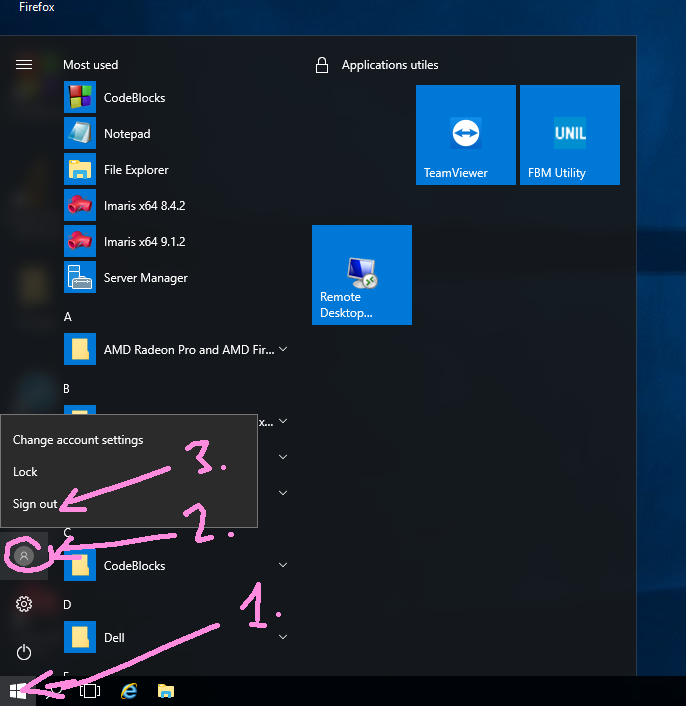 Firefox
Most used
Applications utiles
CodeBlocks
Notepad
File Explorer
Imaris x64 8.4.2
Imaris x64 9.1.2
Server Manager
UNIL
TeamViewer
FBM Utility
Remote
Desktop...
A
AMD Radeon Pro and AMD Fir...
B
x...
Change account settings
Lock
Sign out
3.
2.
C
CodeBlocks
1.
D
Dell